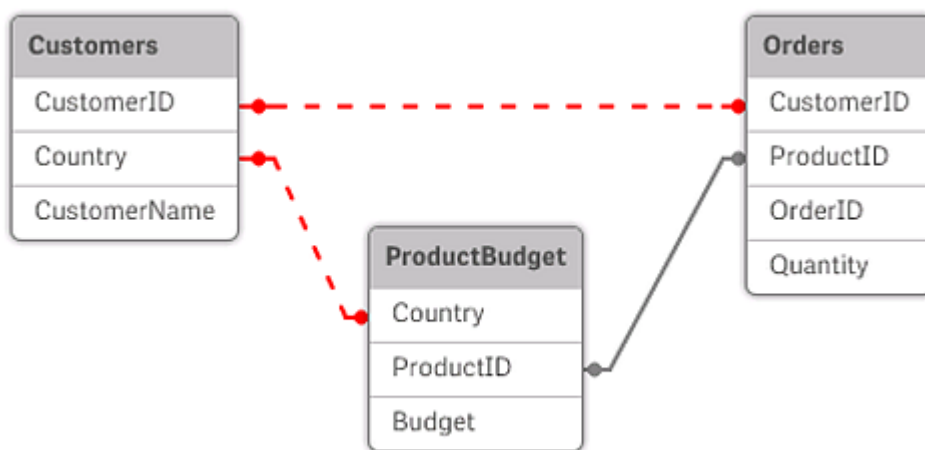 Customers
CustomerID
Country
CustomerName
ProductBudget
Country
ProductID
Budget
Orders
CustomerID
ProductID
OrderID
Quantity